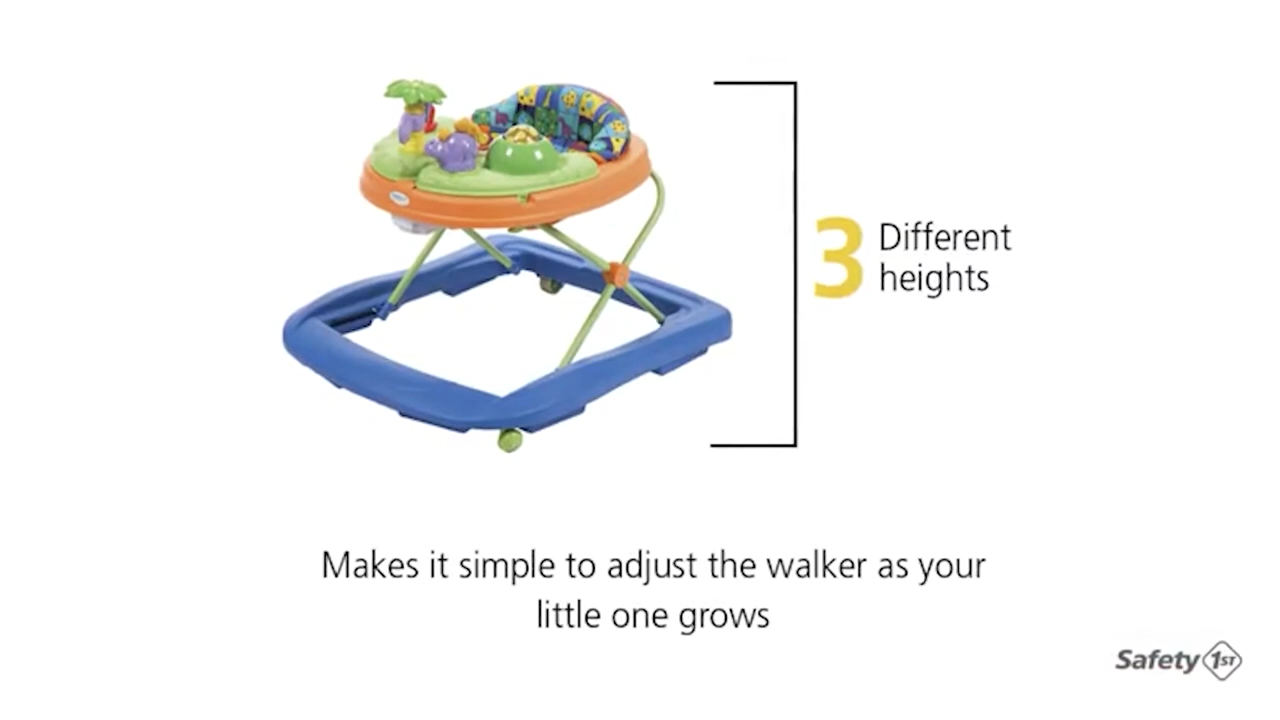 3
Different
heights
Makes it simple to adjust the walker as your
little one grows
Safety 1ST